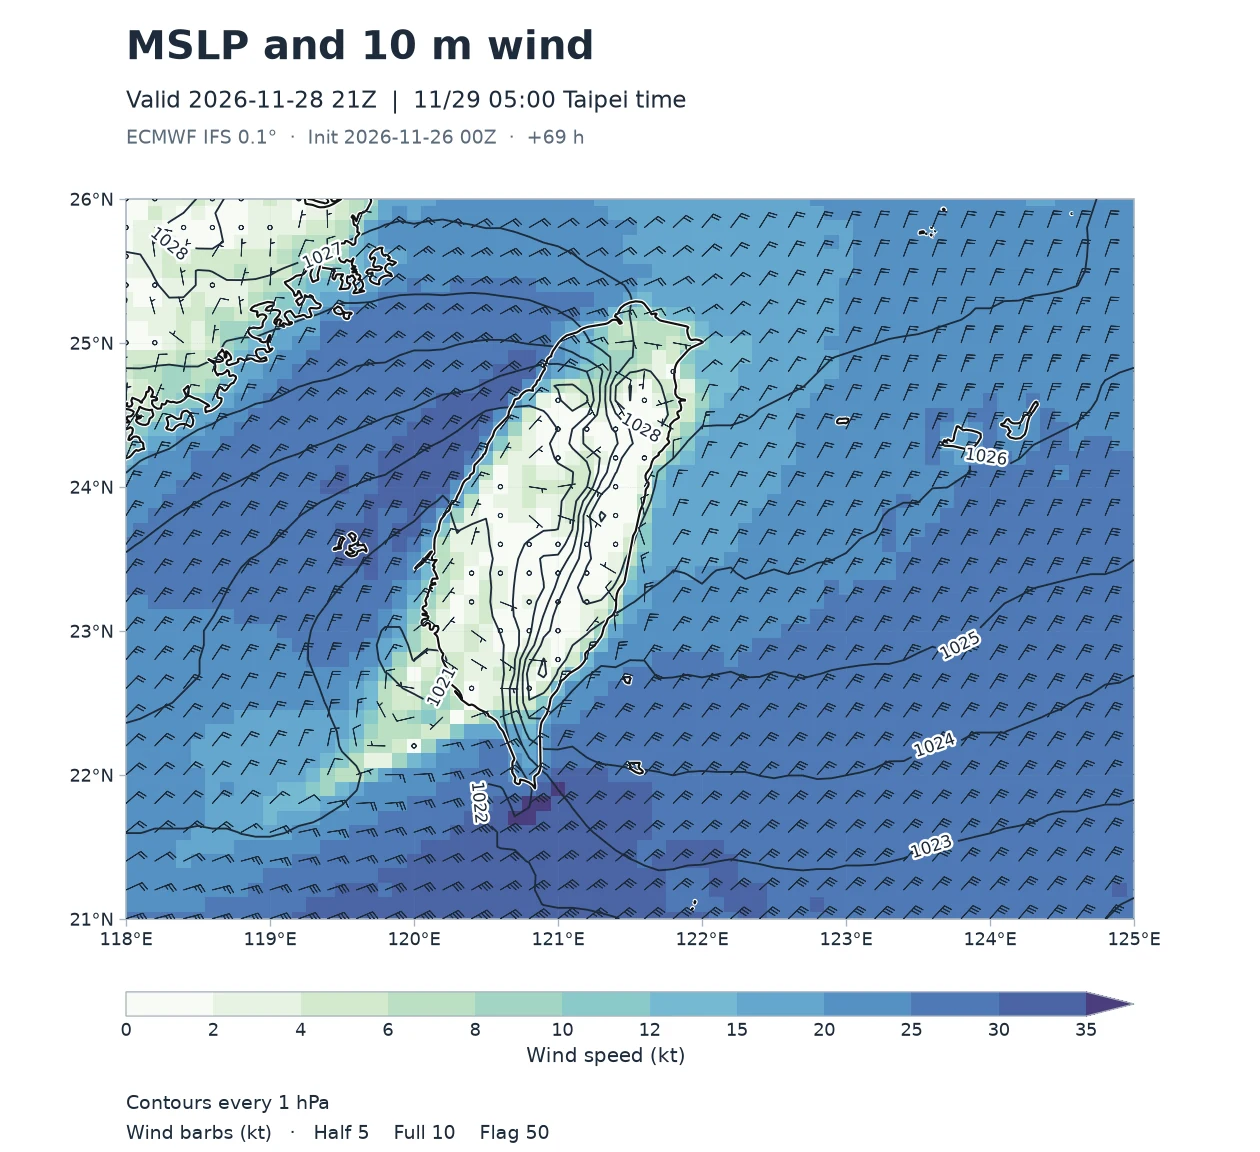 MSLP and 10 m wind
Valid 2026-11-28 21Z | 11/29 05:00 Taipei time
ECMWF IFS 0.1° · Init 2026-11-26 00Z · +69 h
26°N
25°N
24°N
23°N
22°N
21°N
1028
1027
1028
1026
1025
1021
1024
1022
1023
118°E 119°E 120°E 121°E 122°E 123°E 124°E 125°E
0 2 4 6 8 10 12 15 20 25 30 35
Wind speed (kt)
Contours every 1 hPa
Wind barbs (kt) · Half 5 Full 10 Flag 50